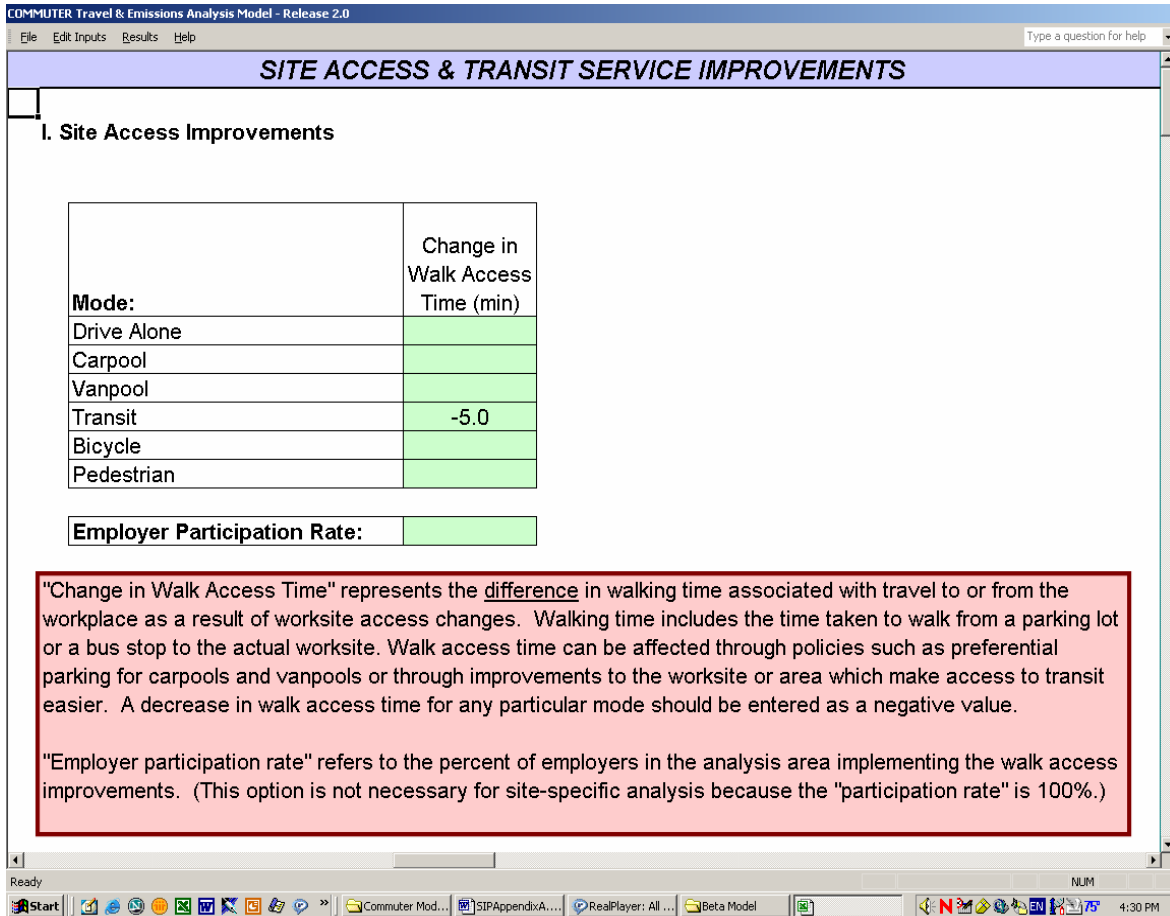 COMMUTER Travel & Emissions Analysis Model - Release 2.0
File Edit Inputs Results Help
Type a question for help
SITE ACCESS & TRANSIT SERVICE IMPROVEMENTS
I. Site Access Improvements
Change in
Walk Access
Mode: Time (min)
Drive Alone
Carpool
Vanpool
Transit -5.0
Bicycle
Pedestrian
Employer Participation Rate:
"Change in Walk Access Time" represents the difference in walking time associated with travel to or from the
workplace as a result of worksite access changes. Walking time includes the time taken to walk from a parking lot
or a bus stop to the actual worksite. Walk access time can be affected through policies such as preferential
parking for carpools and vanpools or through improvements to the worksite or area which make access to transit
easier. A decrease in walk access time for any particular mode should be entered as a negative value.
"Employer participation rate" refers to the percent of employers in the analysis area implementing the walk access
improvements. (This option is not necessary for site-specific analysis because the "participation rate" is 100%.)
Ready NUM
Start Commuter Mod... SIPAppendixA.... RealPlayer: All ... Beta Model EN 75° 4:30 PM